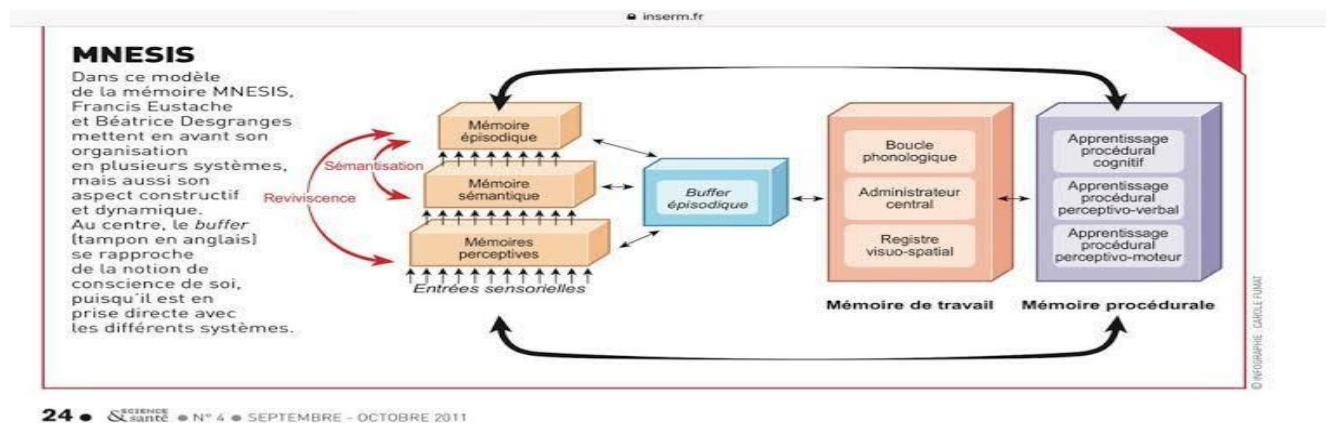 inserm.fr
MNESIS
Dans ce modèle
de la mémoire MNESIS,
Francis Eustache
et Béatrice Desgranges
mettent en avant son
organisation
en plusieurs systèmes,
mais aussi son
aspect constructif
et dynamique.
Au centre, le buffer
(tampon en anglais)
se rapproche
de la notion de
conscience de soi,
puisqu'il est en
prise directe avec
les différents systèmes.
Reviviscence
Sémantisation
Mémoire
épisodique
Mémoire
sémantique
Mémoires
perceptives
Entrées sensorielles
Buffer
épisodique
Boucle
phonologique
Administrateur
central
Registre
visuo-spatial
Mémoire de travail
Apprentissage
procédural
cognitif
Apprentissage
procédural
perceptivo-verbal
Apprentissage
procédural
perceptivo-moteur
Mémoire procédurale
© INFOGRAPHIE : CAROLE FUMAT
24 ● SCIENCE
&santé ● N° 4 ● SEPTEMBRE - OCTOBRE 2011